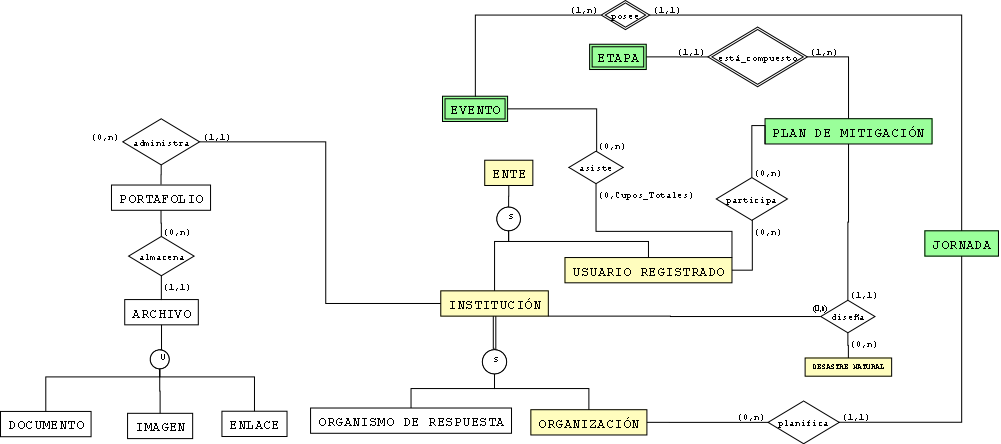 (1,n) posee (1,1)
ETAPA (1,1) está_compuesto (1,n)
EVENTO
PLAN DE MITIGACIÓN
(0,n) administra (1,1)
(0,n)
asiste
ENTE
(0,n)
PORTAFOLIO
(0,Cupos_Totales)
participa
S
(0,n)
(0,n)
JORNADA
almacena
USUARIO REGISTRADO
(1,1)
(1,1)
INSTITUCIÓN
ARCHIVO
diseña
(0,n)
U
S
DESASTRE NATURAL
DOCUMENTO
IMAGEN
ENLACE
ORGANISMO DE RESPUESTA
ORGANIZACIÓN
(0,n) planifica (1,1)